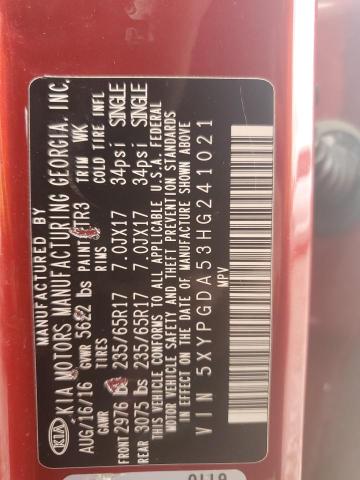 MANUFACTURED BY
KIA KIA MOTORS MANUFACTURING GEORGIA, INC.
AUG/16/16 GVWR 5652 lbs PAINT TR3 TRIM WK
GAWR TIRES RIMS COLD TIRE INFL
FRONT 2976 lbs 235/65R17 7.0JX17 34psi SINGLE
REAR 3075 lbs 235/65R17 7.0JX17 34psi SINGLE
THIS VEHICLE CONFORMS TO ALL APPLICABLE U.S.A. FEDERAL
MOTOR VEHICLE SAFETY AND THEFT PREVENTION STANDARDS
IN EFFECT ON THE DATE OF MANUFACTURE SHOWN ABOVE
VIN 5XYPGDA53HG241021
MPV